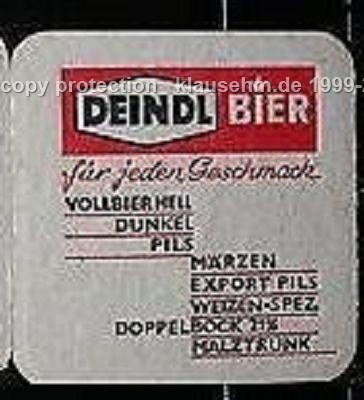 copy protection - klausehm.de 1999-
DEINDL BIER
für jeden Geschmack
VOLLBIER HELL
DUNKEL
PILS
MÄRZEN
EXPORT PILS
WEIZEN-SPEZ.
DOPPELBOCK 21%
MALZTRUNK